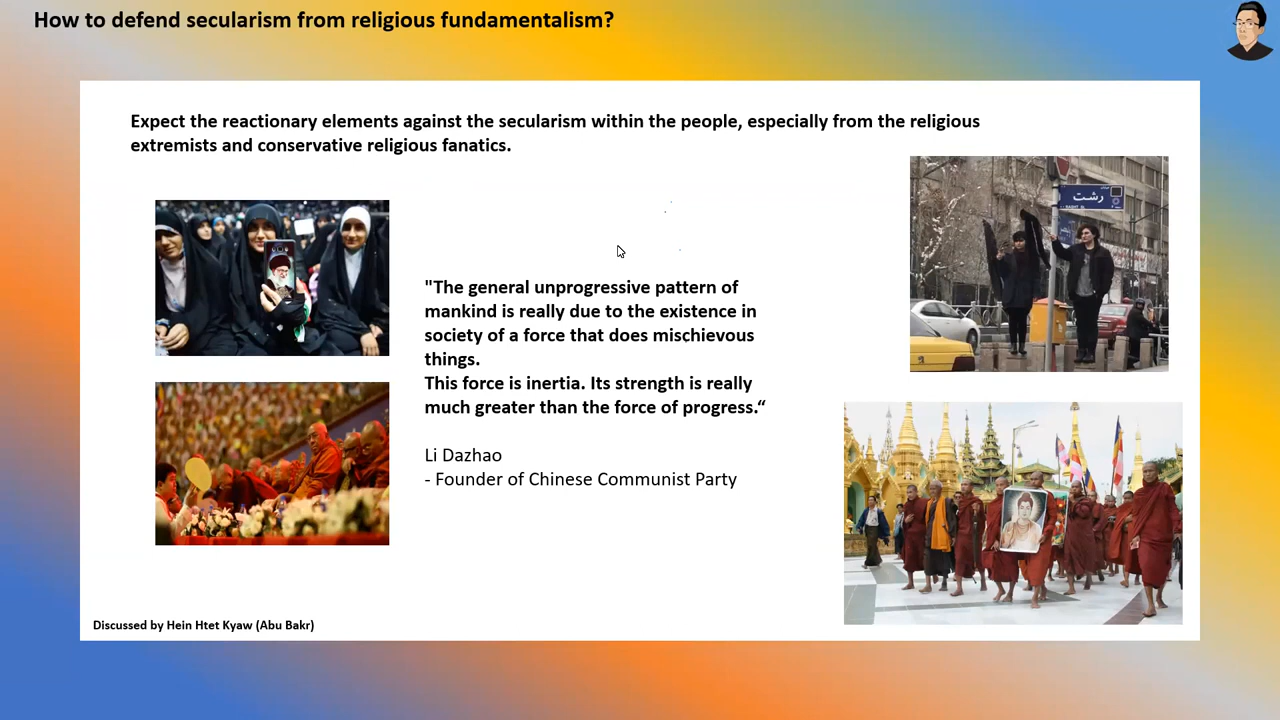 How to defend secularism from religious fundamentalism?
Expect the reactionary elements against the secularism within the people, especially from the religious
extremists and conservative religious fanatics.
رشت
"The general unprogressive pattern of
mankind is really due to the existence in
society of a force that does mischievous
things.
This force is inertia. Its strength is really
much greater than the force of progress.“
Li Dazhao
- Founder of Chinese Communist Party
Discussed by Hein Htet Kyaw (Abu Bakr)